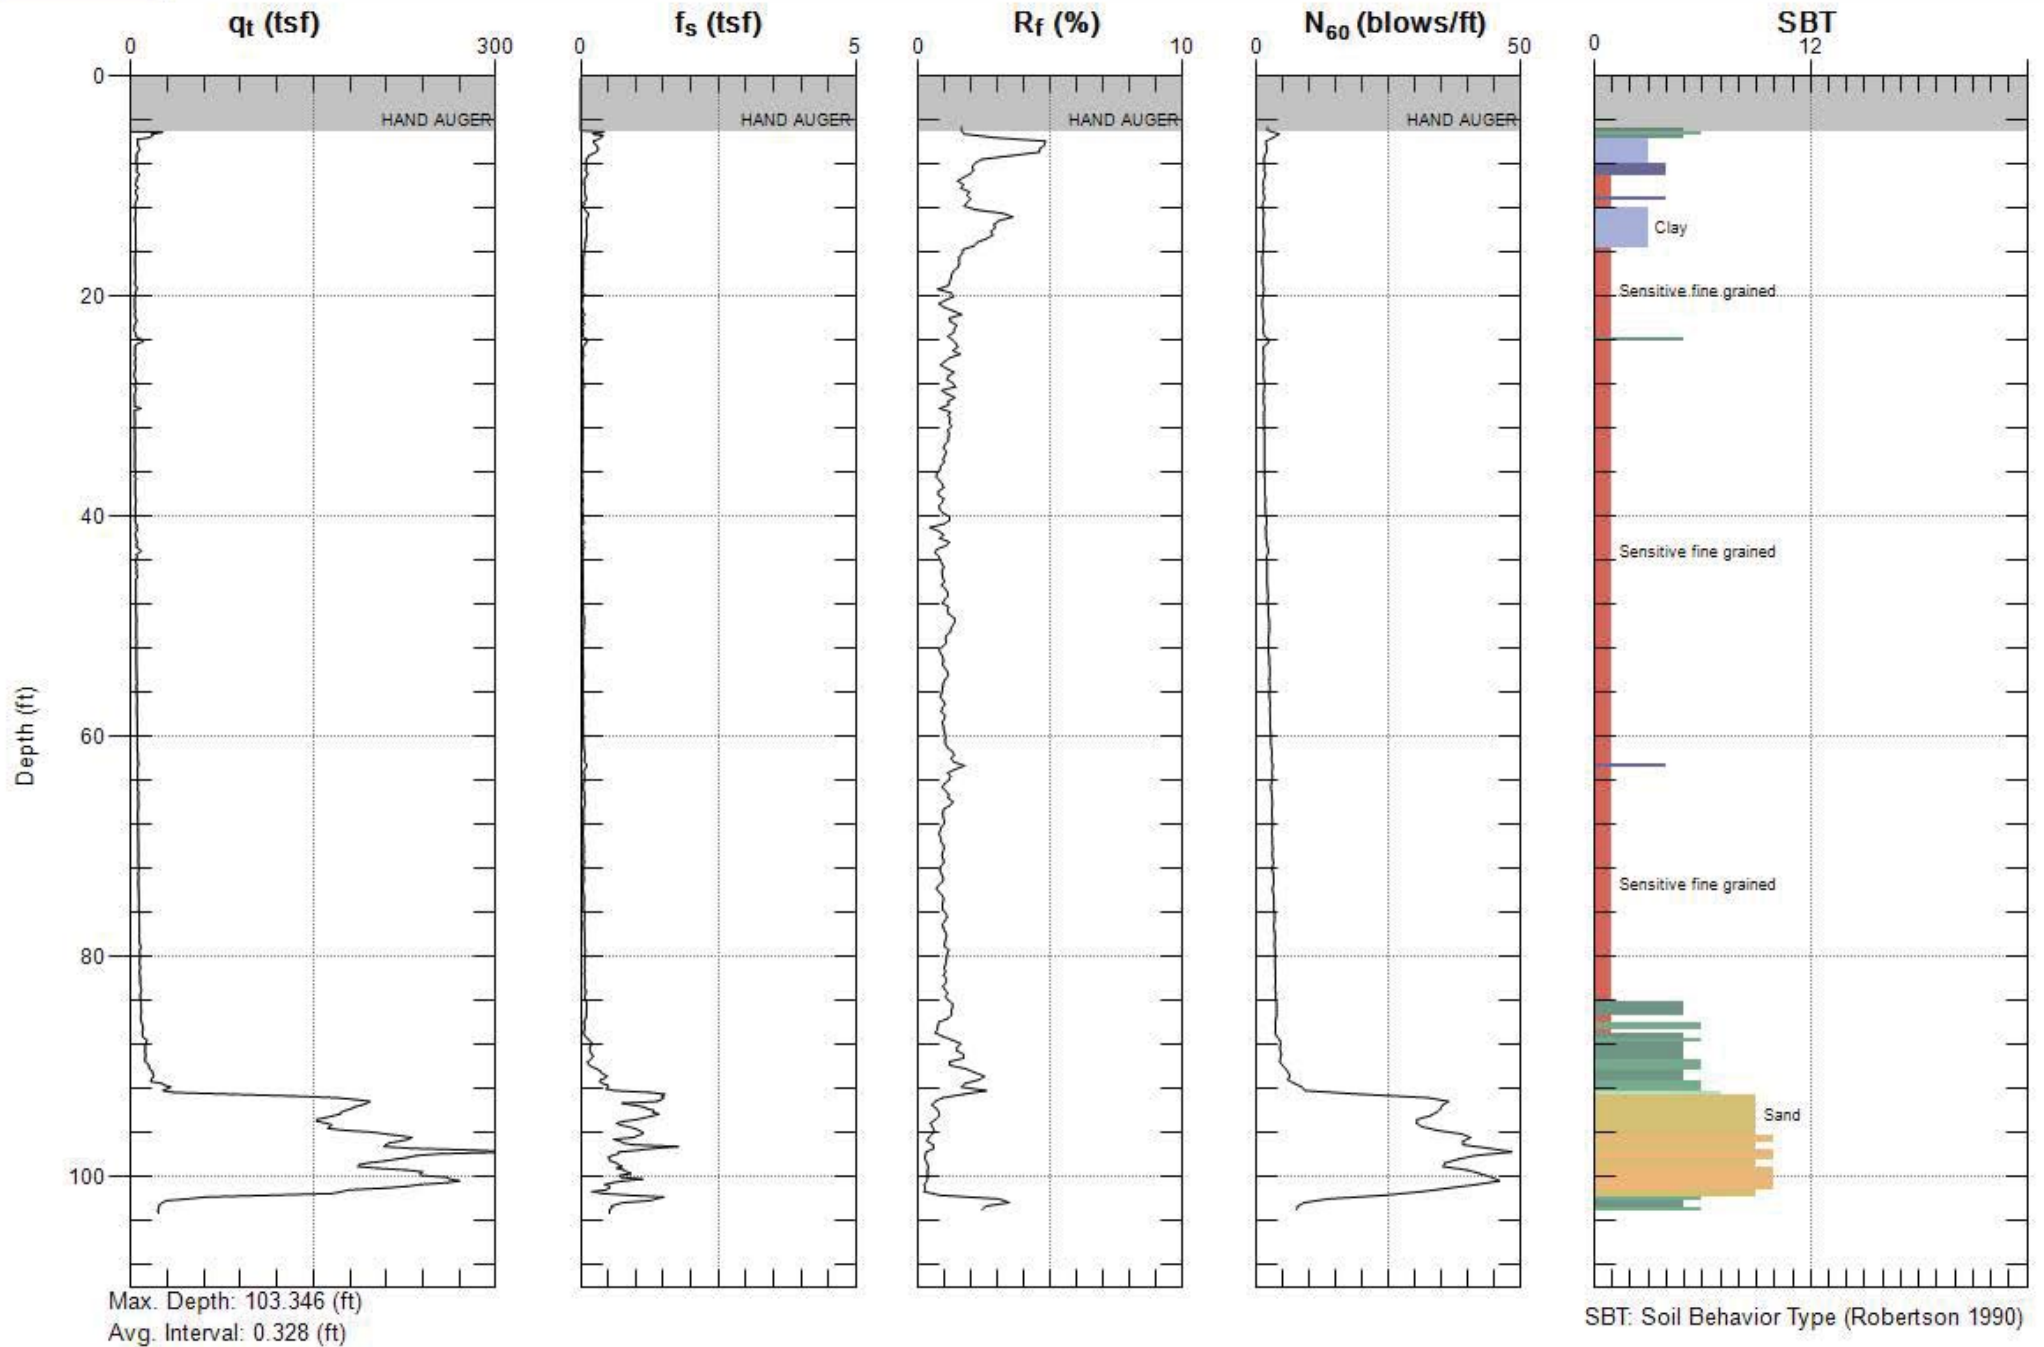 qt (tsf)
fs (tsf)
Rf (%)
N60 (blows/ft)
SBT
0 300
0 5
0 10
0 50
0 12
0
HAND AUGER
HAND AUGER
HAND AUGER
HAND AUGER
Clay
20
Sensitive fine grained
40
Sensitive fine grained
Depth (ft)
60
Sensitive fine grained
80
Sand
100
Max. Depth: 103.346 (ft)
Avg. Interval: 0.328 (ft)
SBT: Soil Behavior Type (Robertson 1990)